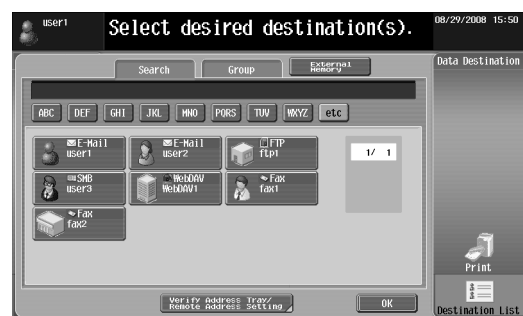 user1
Select desired destination(s).
08/29/2008 15:50
Data Destination
Search
Group
External
Memory
ABC
DEF
GHI
JKL
MNO
PQRS
TUV
WXYZ
etc
E-Mail
user1
E-Mail
user2
FTP
ftp1
1/ 1
SMB
user3
WebDAV
WebDAV1
Fax
fax1
Fax
fax2
Print
Verify Address Tray/
Remote Address Setting
OK
Destination List